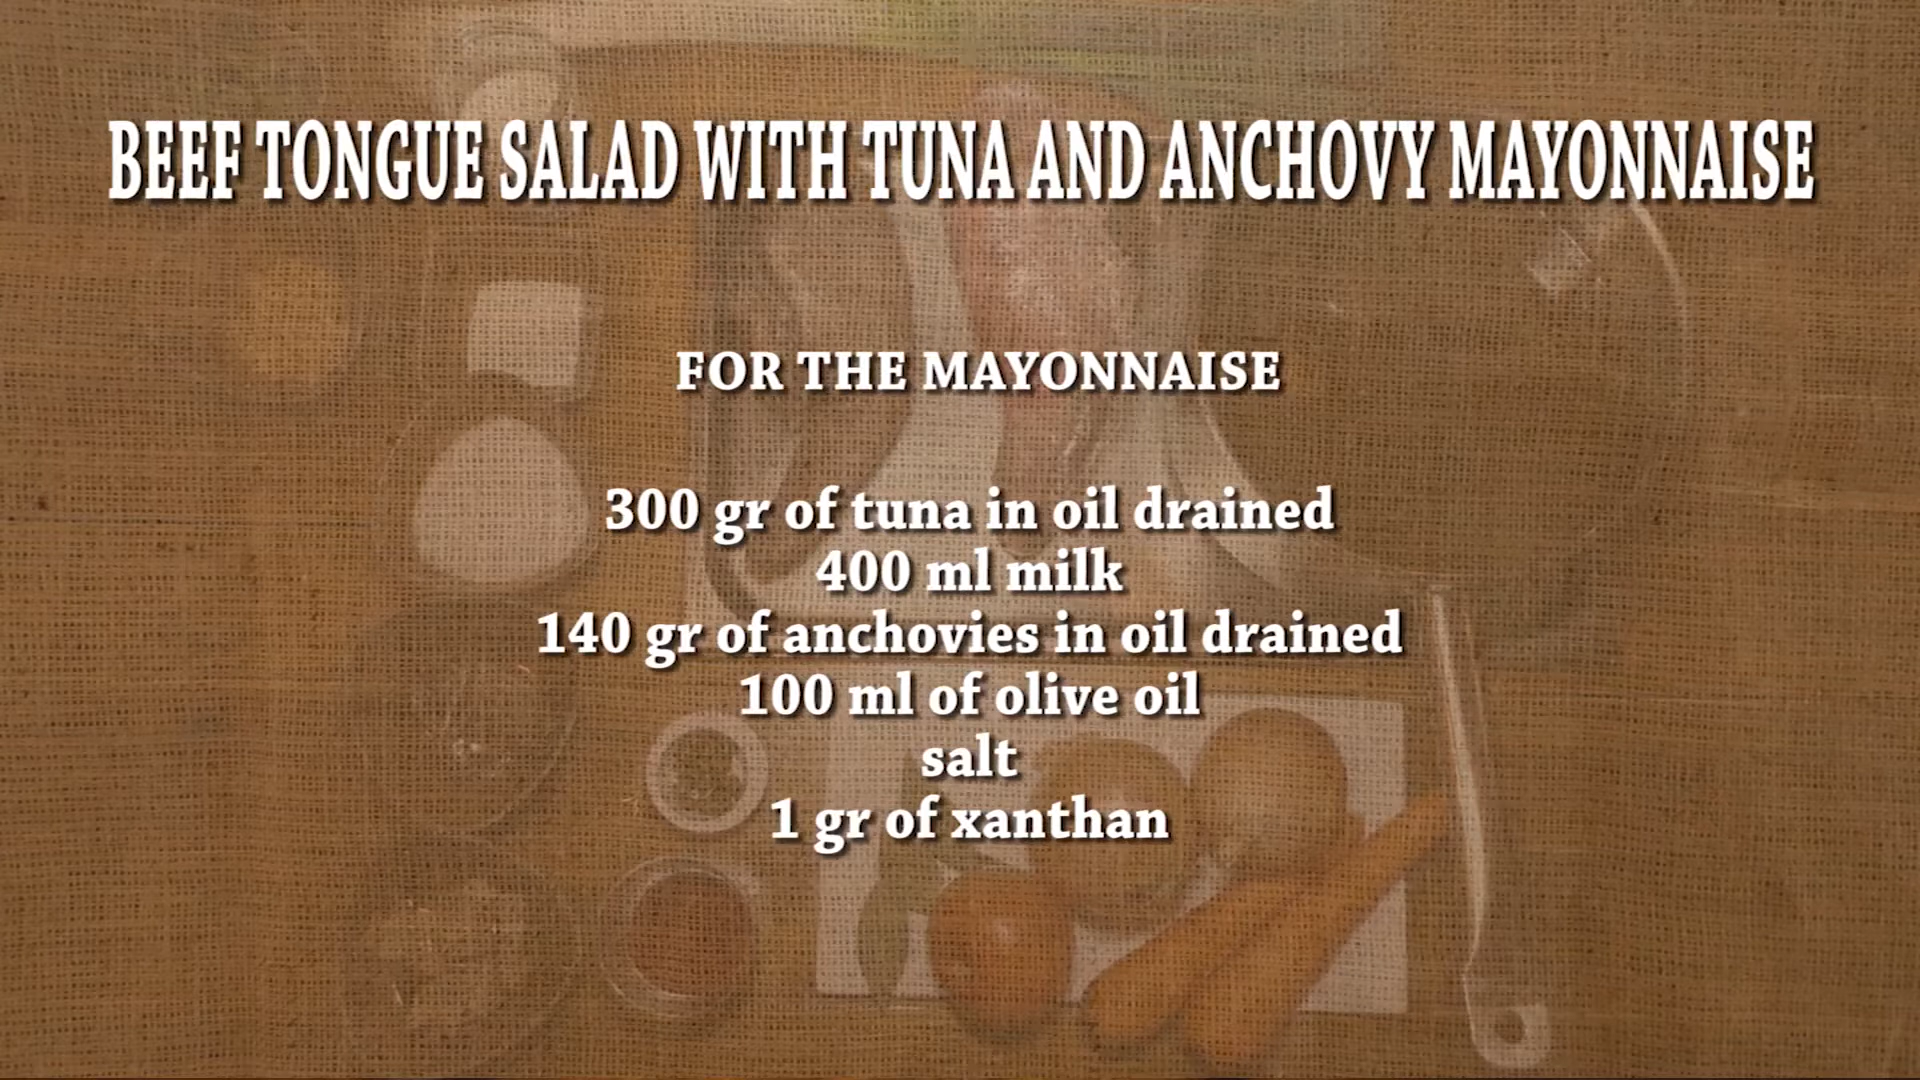 BEEF TONGUE SALAD WITH TUNA AND ANCHOVY MAYONNAISE
FOR THE MAYONNAISE
300 gr of tuna in oil drained
400 ml milk
140 gr of anchovies in oil drained
100 ml of olive oil
salt
1 gr of xanthan